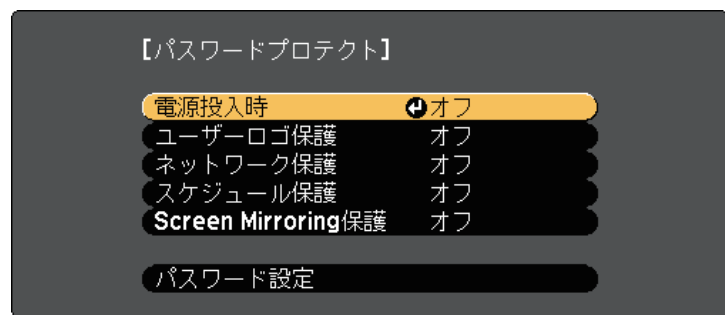 【パスワードプロテクト】
電源投入時 オフ
ユーザーロゴ保護 オフ
ネットワーク保護 オフ
スケジュール保護 オフ
Screen Mirroring保護 オフ
パスワード設定